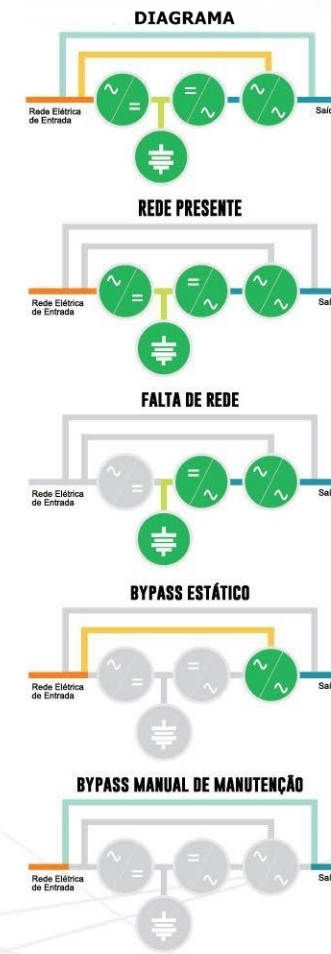 DIAGRAMA
Rede Elétrica
de Entrada
REDE PRESENTE
Rede Elétrica
de Entrada
FALTA DE REDE
Rede Elétrica
de Entrada
BYPASS ESTÁTICO
Rede Elétrica
de Entrada
BYPASS MANUAL DE MANUTENÇÃO
Rede Elétrica
de Entrada